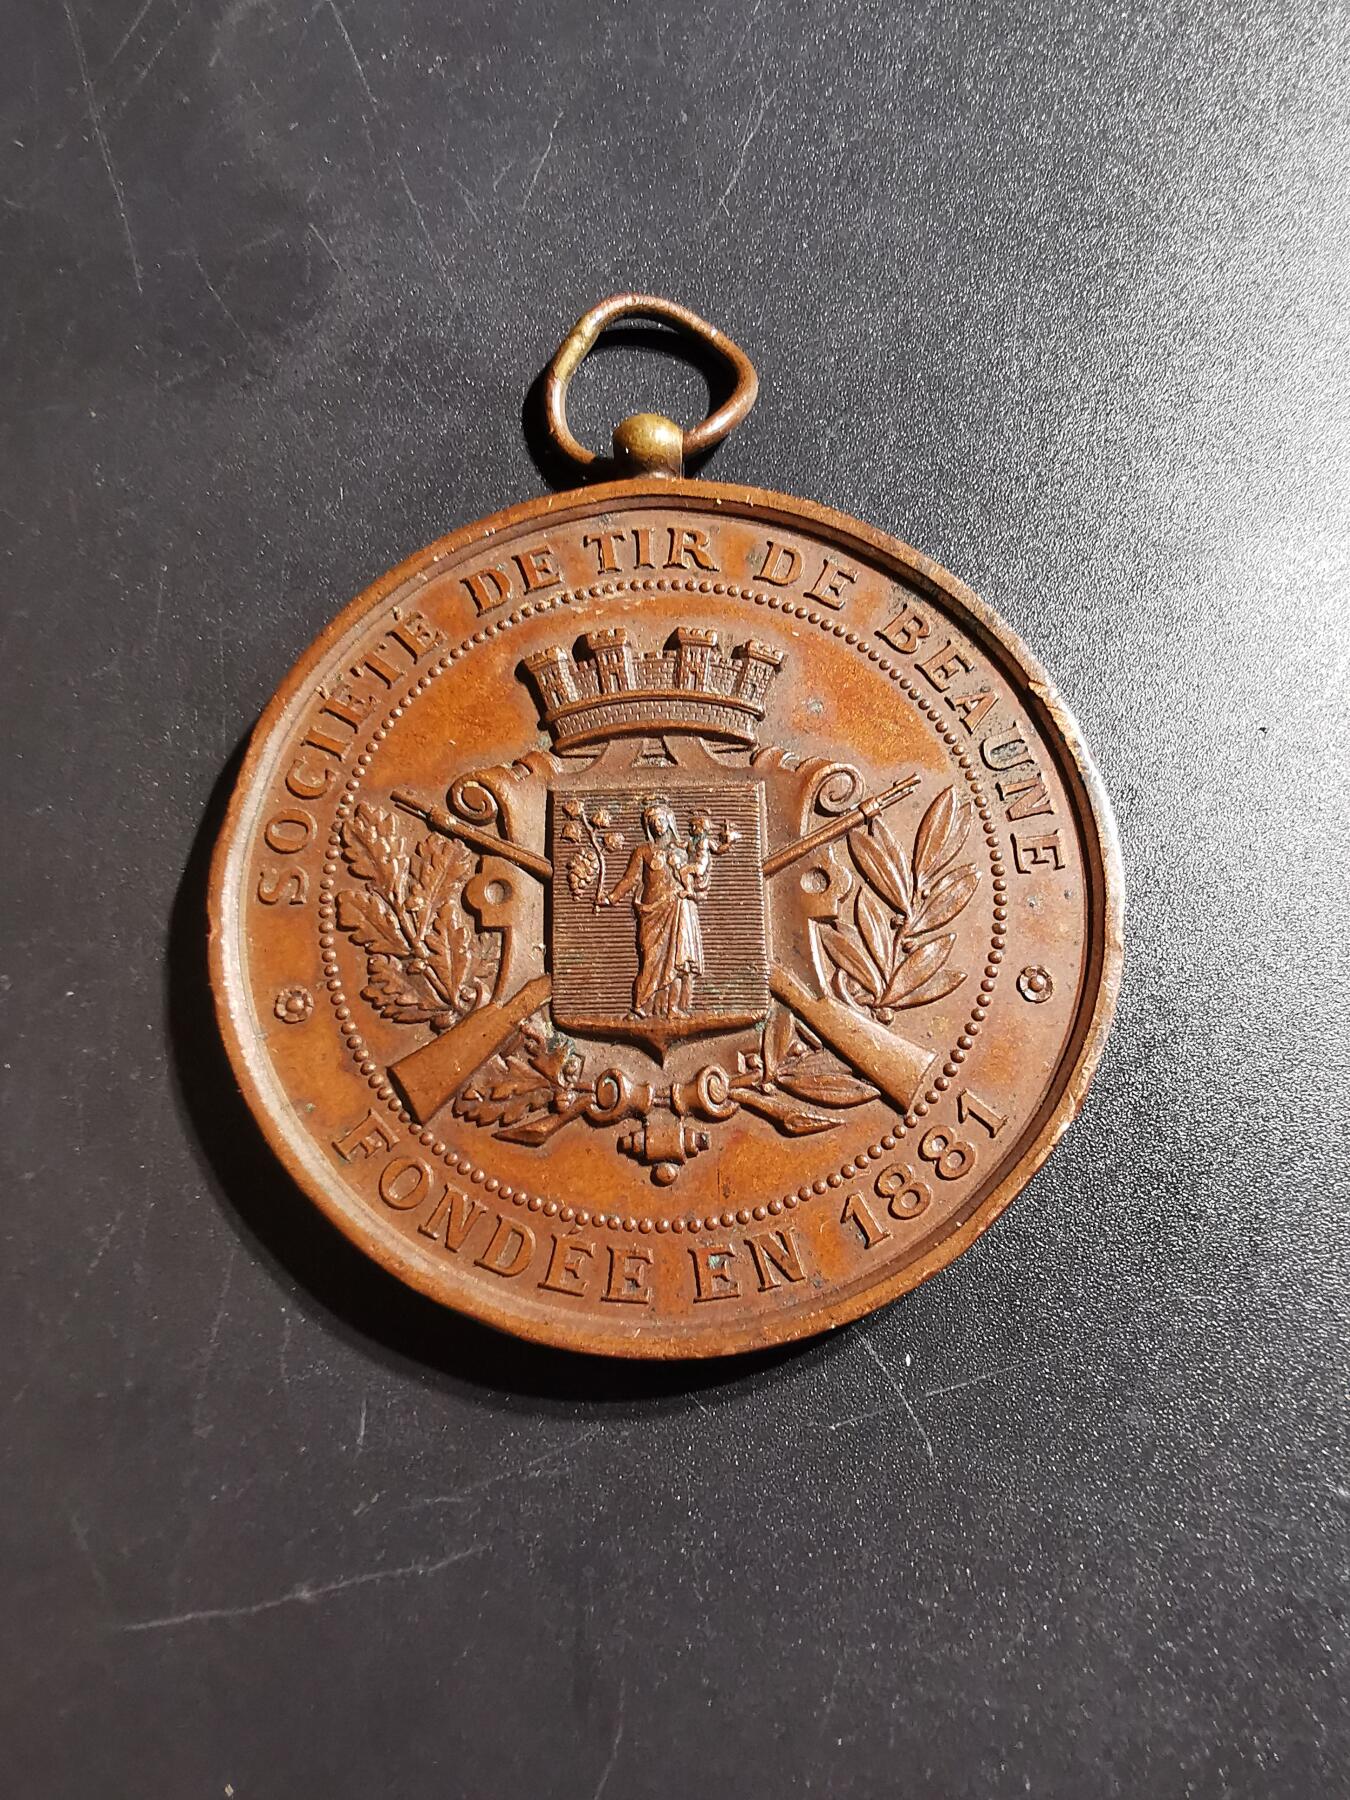 SOCIÉTÉ DE TIR DE BEAUNE
FONDÉE EN 1881